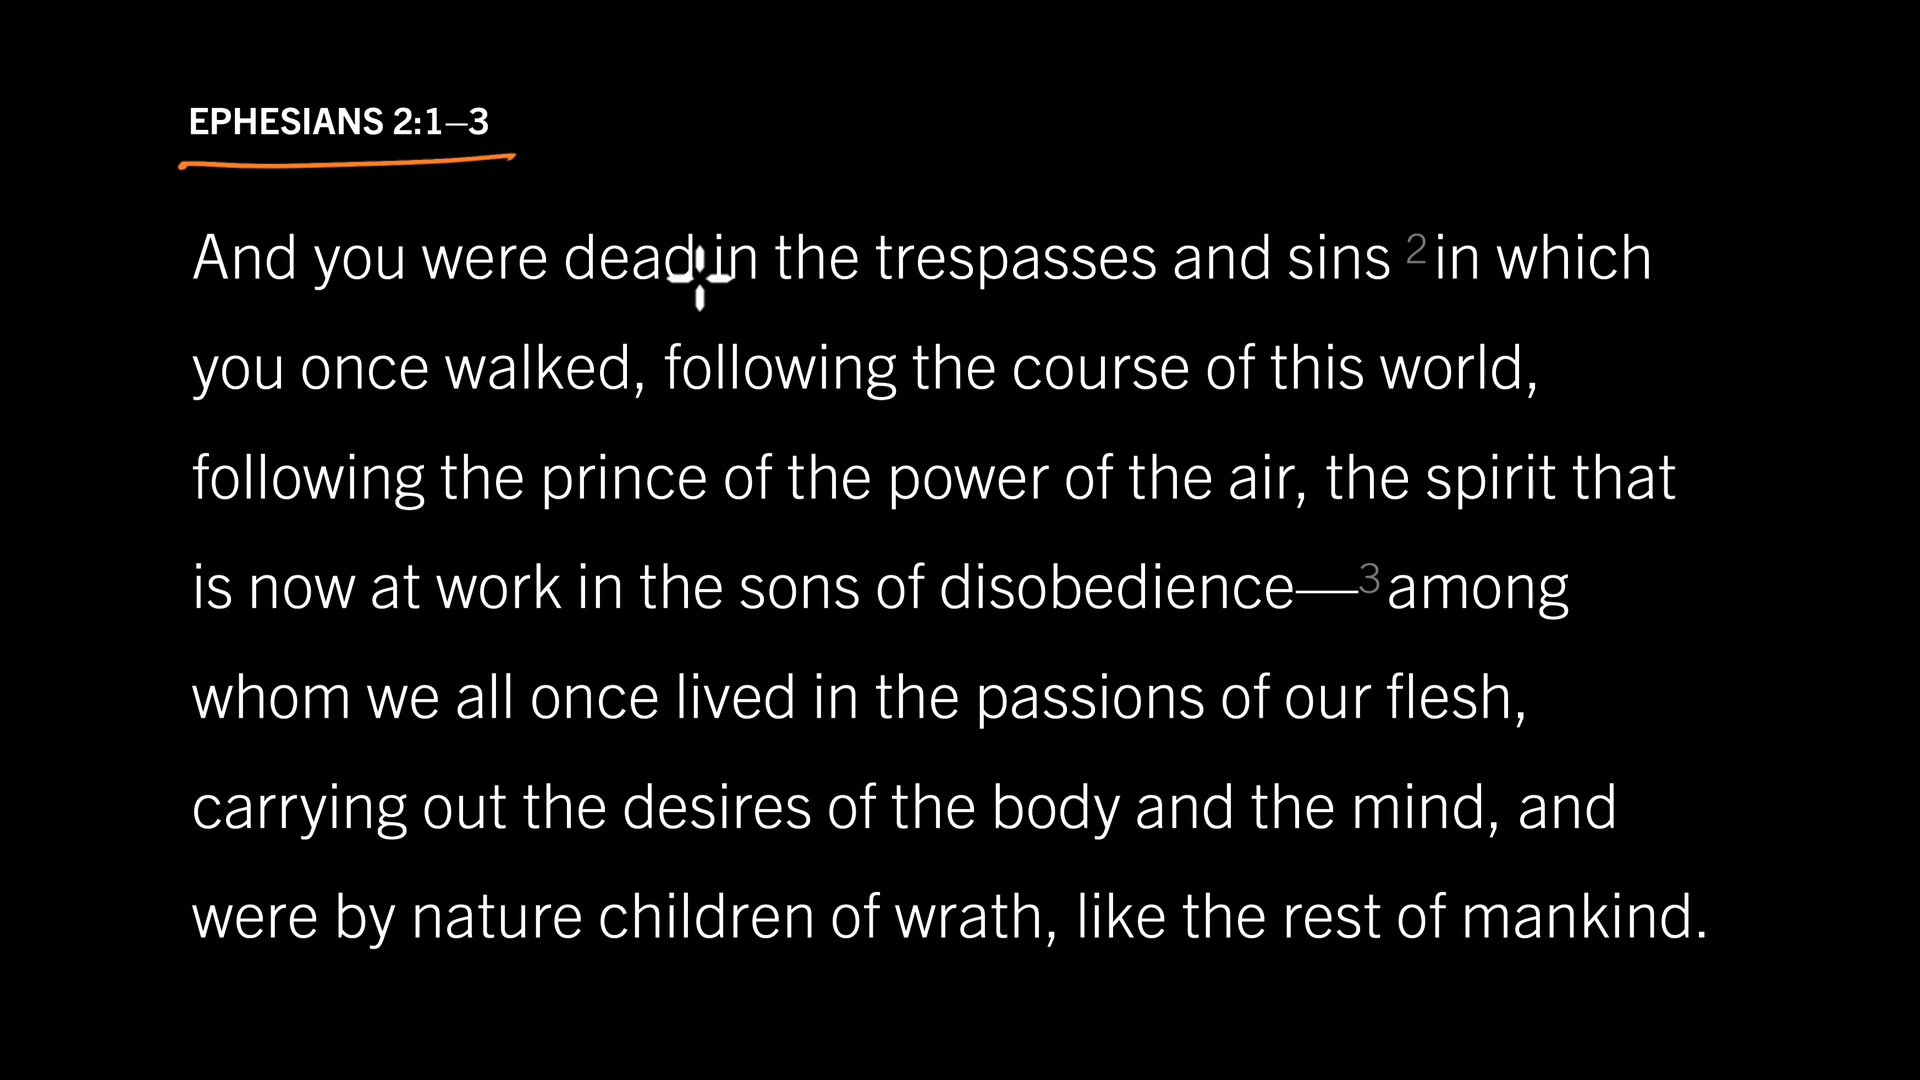 EPHESIANS 2:1–3
And you were dead in the trespasses and sins 2 in which
you once walked, following the course of this world,
following the prince of the power of the air, the spirit that
is now at work in the sons of disobedience—3 among
whom we all once lived in the passions of our flesh,
carrying out the desires of the body and the mind, and
were by nature children of wrath, like the rest of mankind.